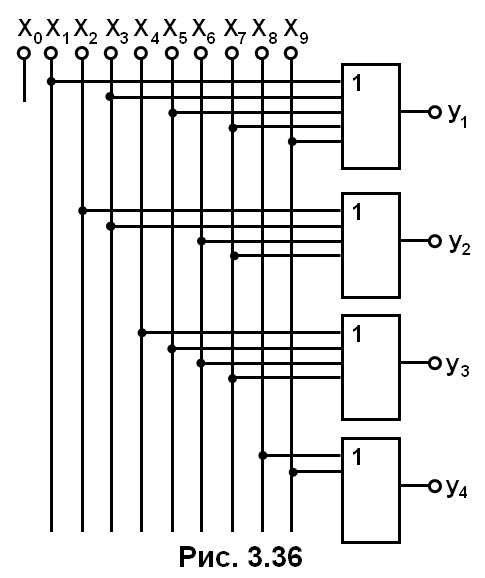 X₀ X₁ X₂ X₃ X₄ X₅ X₆ X₇ X₈ X₉
1
y₁
1
y₂
1
y₃
1
y₄
Рис. 3.36